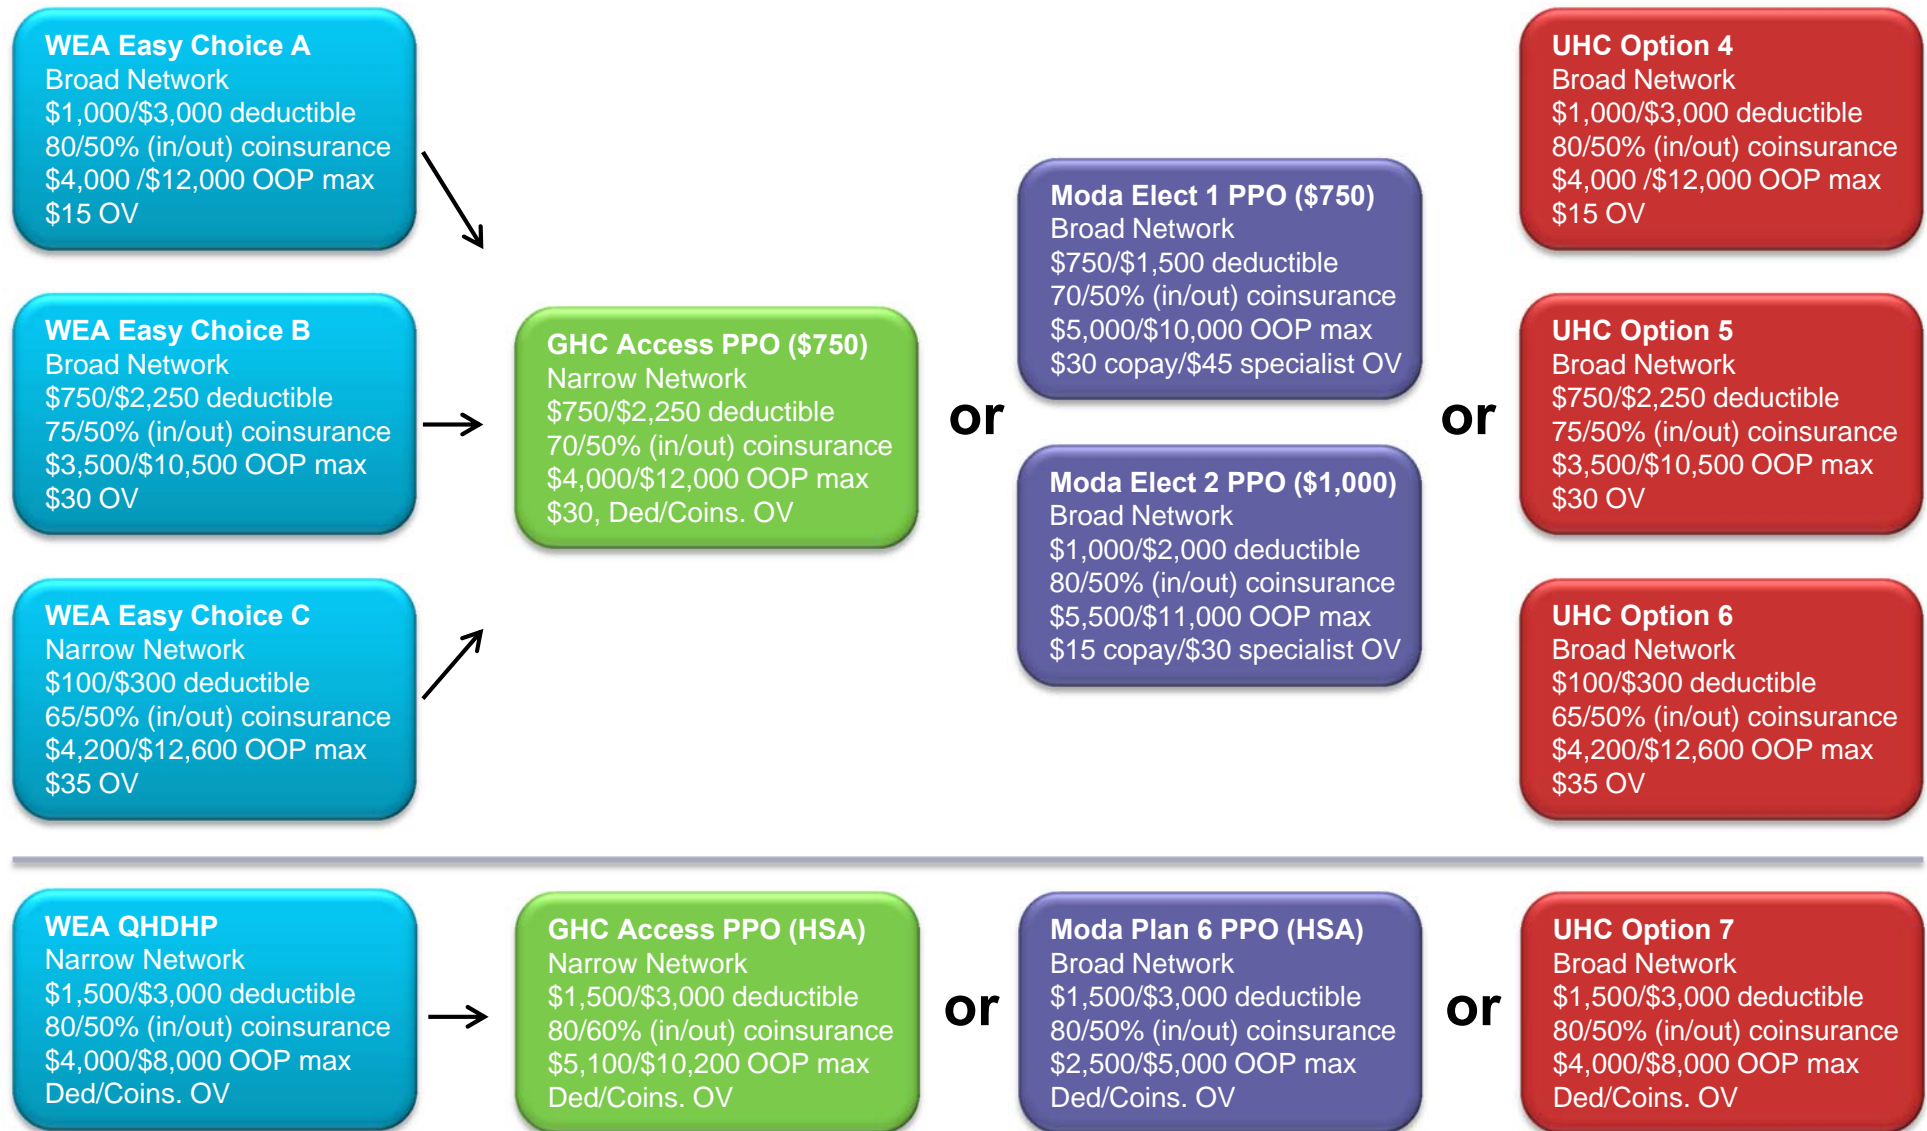 WEA Easy Choice A
Broad Network
$1,000/$3,000 deductible
80/50% (in/out) coinsurance
$4,000 /$12,000 OOP max
$15 OV
WEA Easy Choice B
Broad Network
$750/$2,250 deductible
75/50% (in/out) coinsurance
$3,500/$10,500 OOP max
$30 OV
WEA Easy Choice C
Narrow Network
$100/$300 deductible
65/50% (in/out) coinsurance
$4,200/$12,600 OOP max
$35 OV
GHC Access PPO ($750)
Narrow Network
$750/$2,250 deductible
70/50% (in/out) coinsurance
$4,000/$12,000 OOP max
$30, Ded/Coins. OV
or
Moda Elect 1 PPO ($750)
Broad Network
$750/$1,500 deductible
70/50% (in/out) coinsurance
$5,000/$10,000 OOP max
$30 copay/$45 specialist OV
Moda Elect 2 PPO ($1,000)
Broad Network
$1,000/$2,000 deductible
80/50% (in/out) coinsurance
$5,500/$11,000 OOP max
$15 copay/$30 specialist OV
or
UHC Option 4
Broad Network
$1,000/$3,000 deductible
80/50% (in/out) coinsurance
$4,000 /$12,000 OOP max
$15 OV
UHC Option 5
Broad Network
$750/$2,250 deductible
75/50% (in/out) coinsurance
$3,500/$10,500 OOP max
$30 OV
UHC Option 6
Broad Network
$100/$300 deductible
65/50% (in/out) coinsurance
$4,200/$12,600 OOP max
$35 OV
WEA QHDHP
Narrow Network
$1,500/$3,000 deductible
80/50% (in/out) coinsurance
$4,000/$8,000 OOP max
Ded/Coins. OV
GHC Access PPO (HSA)
Narrow Network
$1,500/$3,000 deductible
80/60% (in/out) coinsurance
$5,100/$10,200 OOP max
Ded/Coins. OV
or
Moda Plan 6 PPO (HSA)
Broad Network
$1,500/$3,000 deductible
80/50% (in/out) coinsurance
$2,500/$5,000 OOP max
Ded/Coins. OV
or
UHC Option 7
Broad Network
$1,500/$3,000 deductible
80/50% (in/out) coinsurance
$4,000/$8,000 OOP max
Ded/Coins. OV